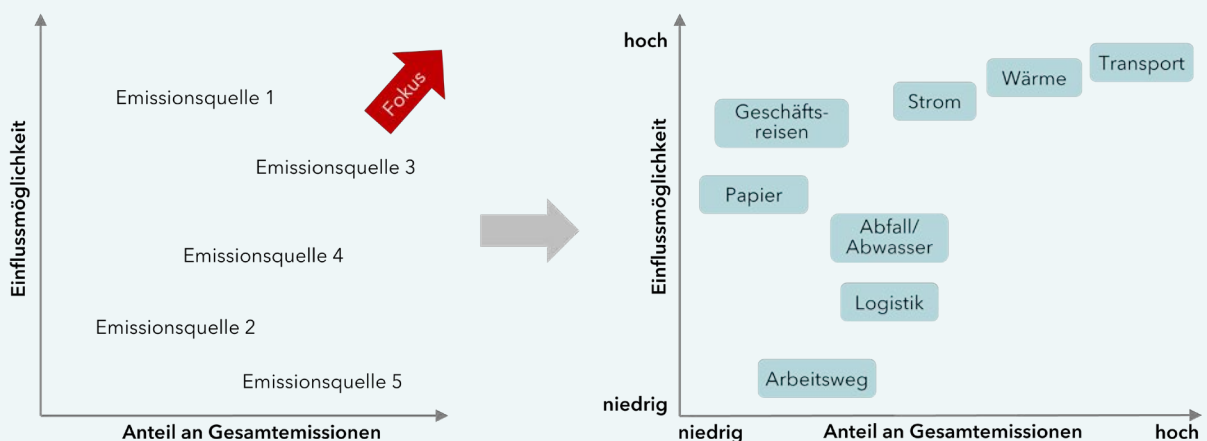 Einflussmöglichkeit
Emissionsquelle 1
Fokus
Emissionsquelle 3
Emissionsquelle 4
Emissionsquelle 2
Emissionsquelle 5
Anteil an Gesamtemissionen
Einflussmöglichkeit
hoch
Transport
Wärme
Strom
Geschäfts-
reisen
Papier
Abfall/
Abwasser
Logistik
Arbeitsweg
niedrig
niedrig
Anteil an Gesamtemissionen
hoch